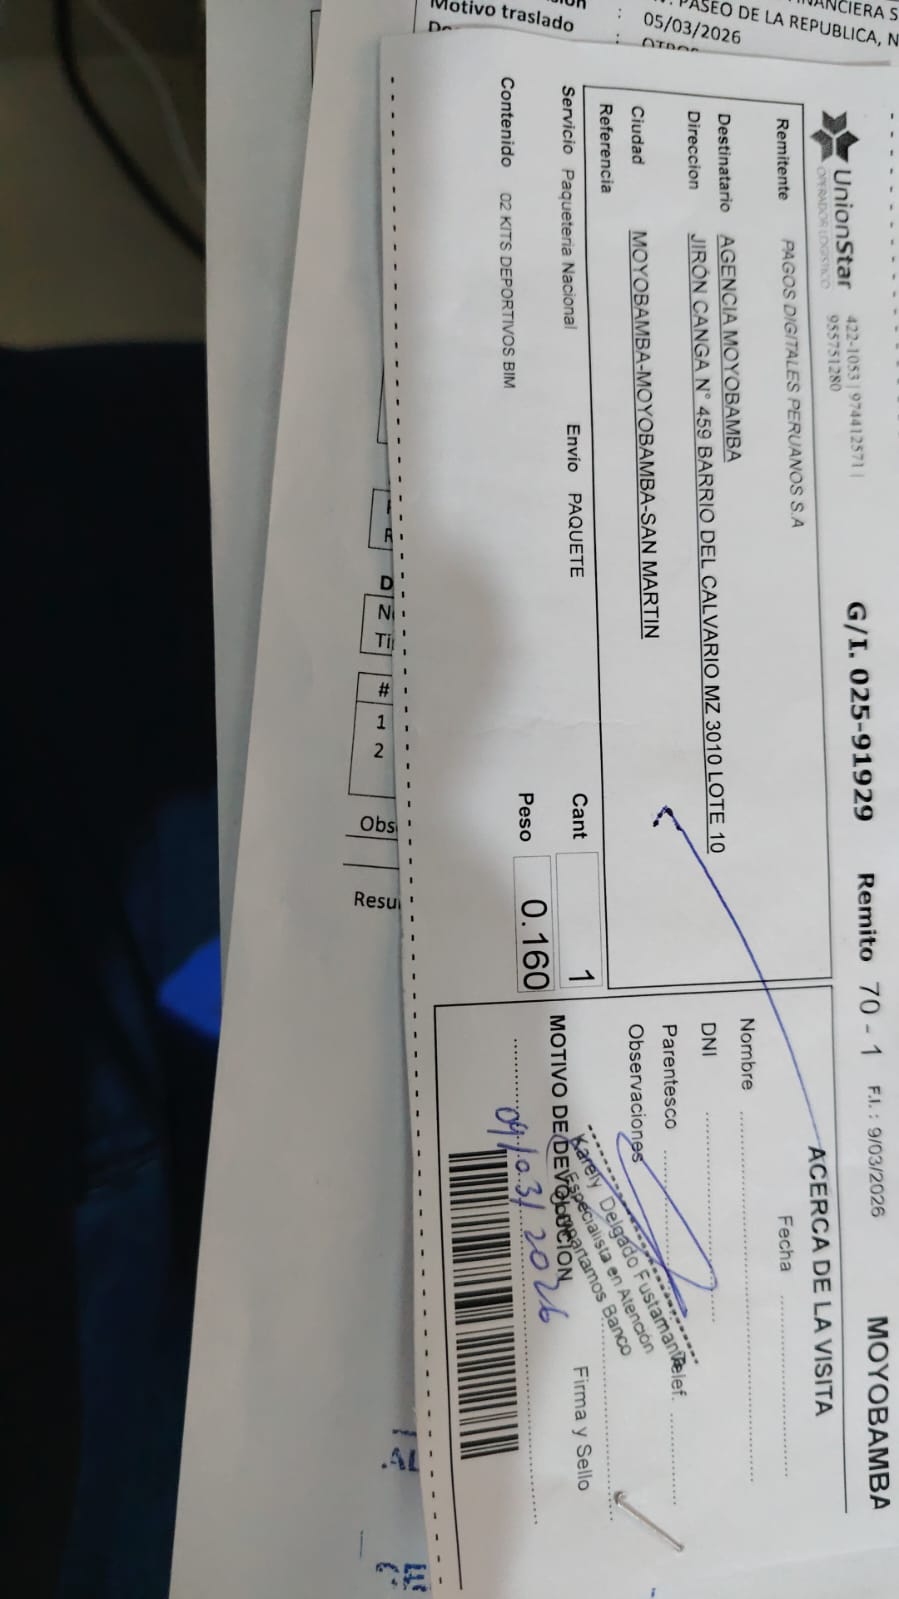 Motivo traslado
:
PASEO DE LA REPUBLICA, N
05/03/2026
:
UnionStar
OPERADOR LOGISTICO
422-1053 | 974412571 |
955751280
G/I. 025-91929 Remito 70 - 1 F.I. : 9/03/2026 MOYOBAMBA
Remitente PAGOS DIGITALES PERUANOS S.A
Destinatario AGENCIA MOYOBAMBA
Direccion JIRÓN CANGA N° 459 BARRIO DEL CALVARIO MZ 3010 LOTE 10
Ciudad MOYOBAMBA-MOYOBAMBA-SAN MARTIN
Referencia
Servicio Paqueteria Nacional Envío PAQUETE Cant 1
Contenido 02 KITS DEPORTIVOS BIM Peso 0.160
ACERCA DE LA VISITA
Fecha
Nombre
DNI
Parentesco Telef.
Observaciones
MOTIVO DE DEVOLUCION Firma y Sello
Karely Delgado Fustamante
Especialista en Atención
Compartamos Banco
09/03/2026
D
#
1
2
Obs
Resu